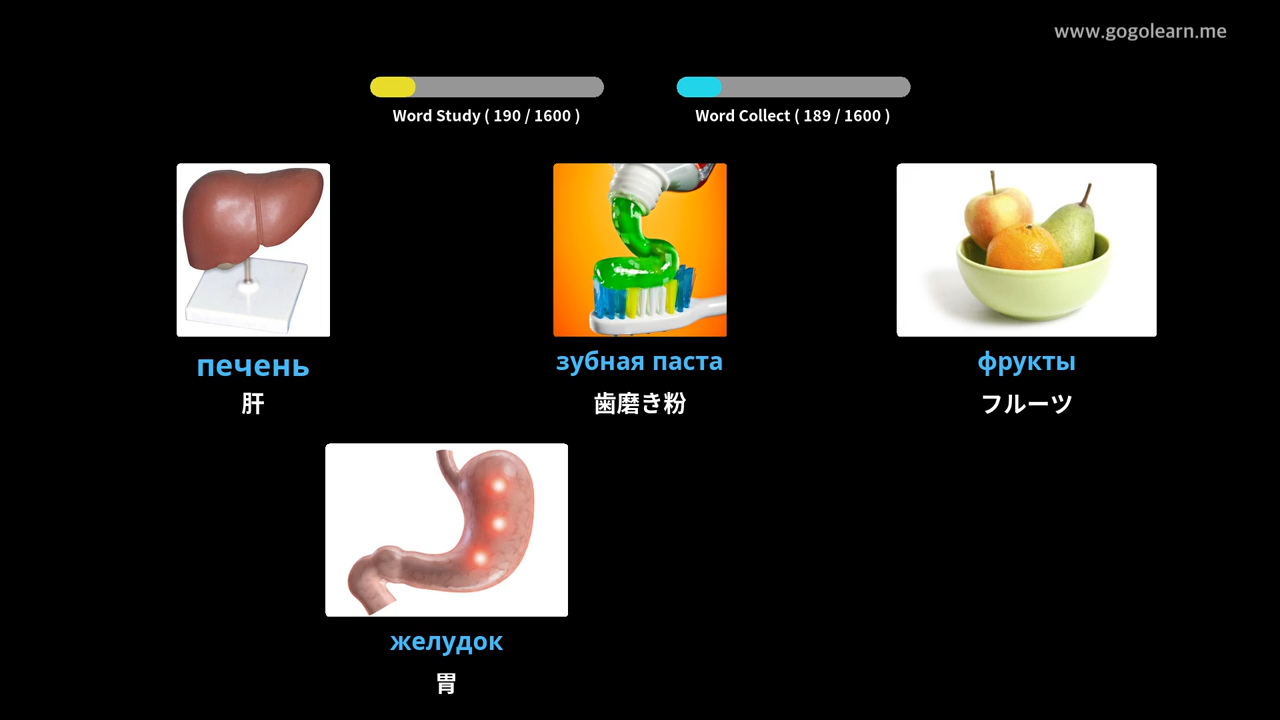 www.gogolearn.me
Word Study ( 190 / 1600 )
Word Collect ( 189 / 1600 )
печень
肝
зубная паста
歯磨き粉
фрукты
フルーツ
желудок
胃